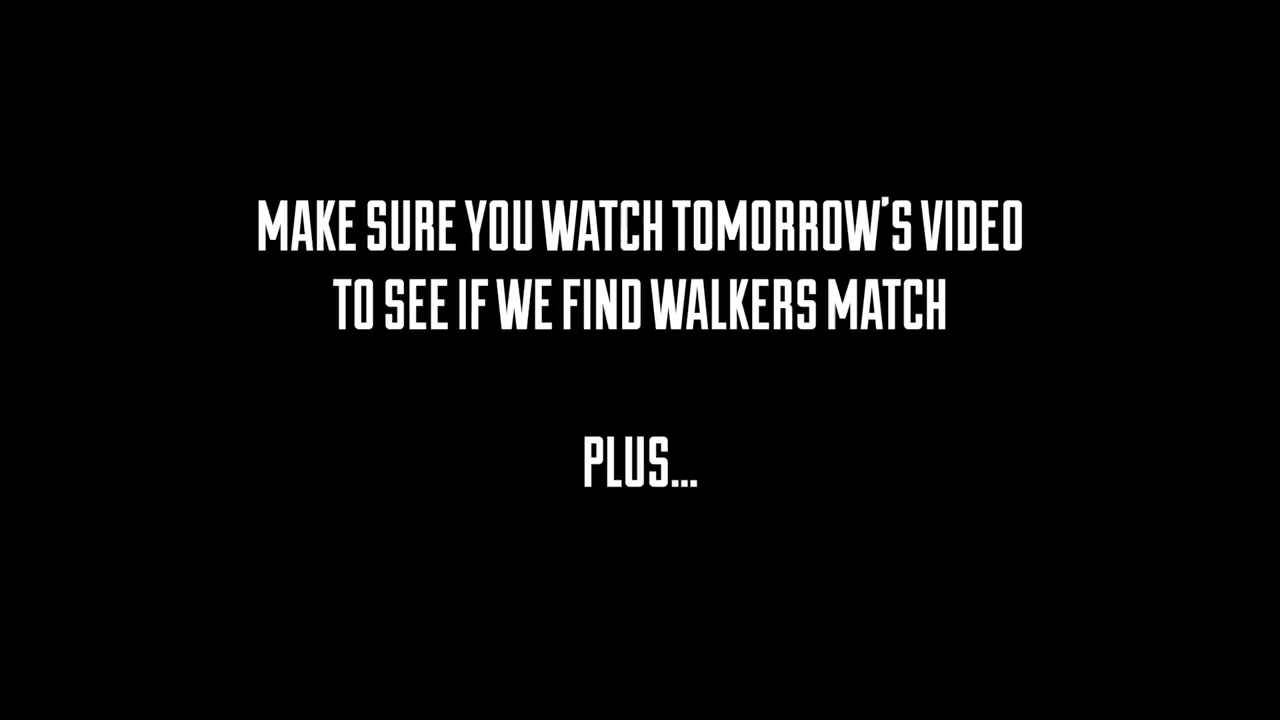 MAKE SURE YOU WATCH TOMORROW'S VIDEO
TO SEE IF WE FIND WALKERS MATCH
PLUS...